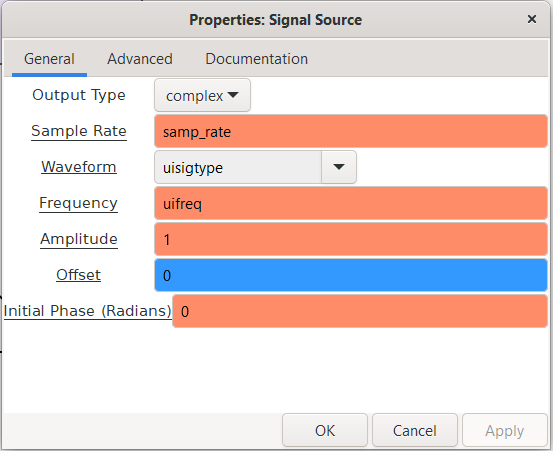 Properties: Signal Source ×
General Advanced Documentation
Output Type complex
Sample Rate samp_rate
Waveform uisigtype
Frequency uifreq
Amplitude 1
Offset 0
Initial Phase (Radians) 0
OK Cancel Apply